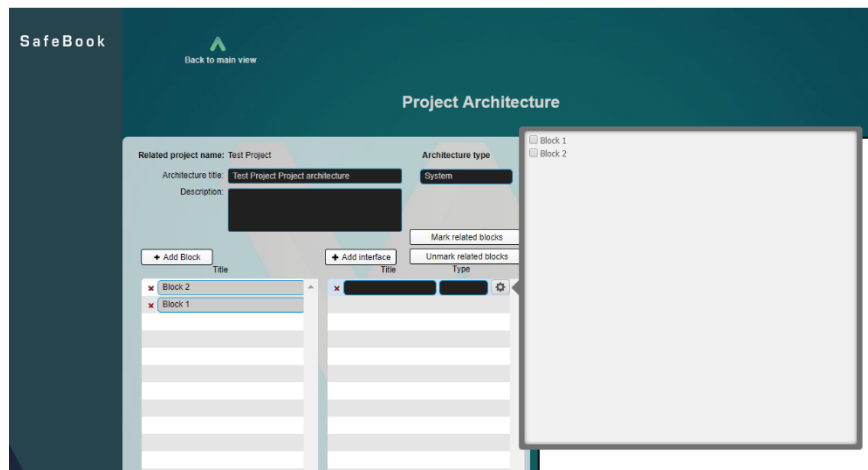 SafeBook
Back to main view
Project Architecture
Related project name: Test Project
Architecture type
Architecture title: Test Project Project architecture
System
Description:
Mark related blocks
+ Add Block
+ Add interface
Unmark related blocks
Title
Title
Type
Block 2
Block 1
Block 1
Block 2